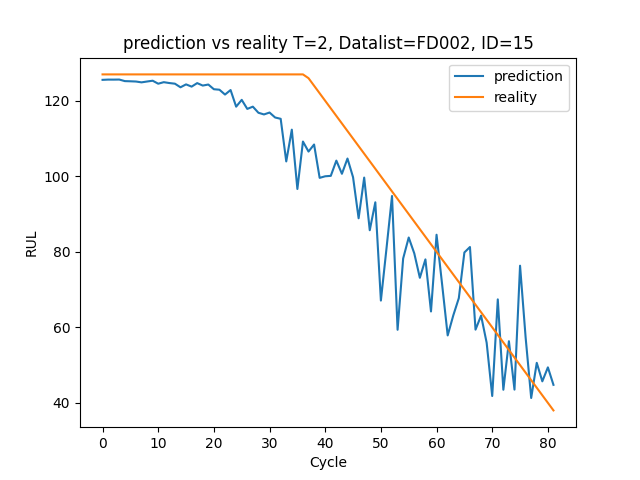 prediction vs reality T=2, Datalist=FD002, ID=15
prediction
reality
RUL
120
100
80
60
40
0 10 20 30 40 50 60 70 80
Cycle